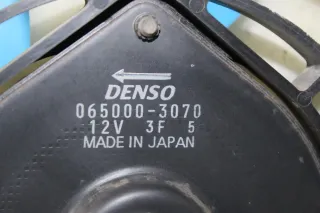 DENSO
065000-3070
12V 3F 5
MADE IN JAPAN